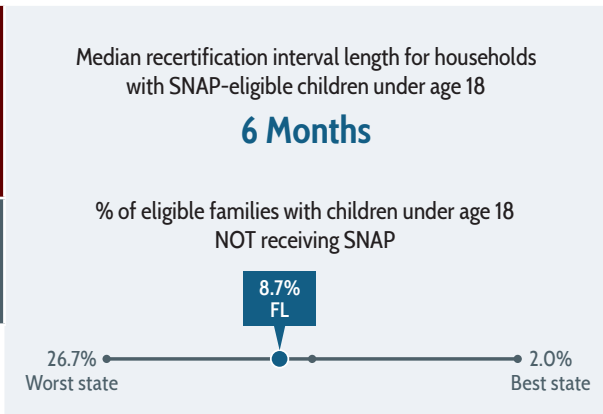 Median recertification interval length for households
with SNAP-eligible children under age 18
6 Months
% of eligible families with children under age 18
NOT receiving SNAP
8.7%
FL
26.7%
2.0%
Worst state
Best state